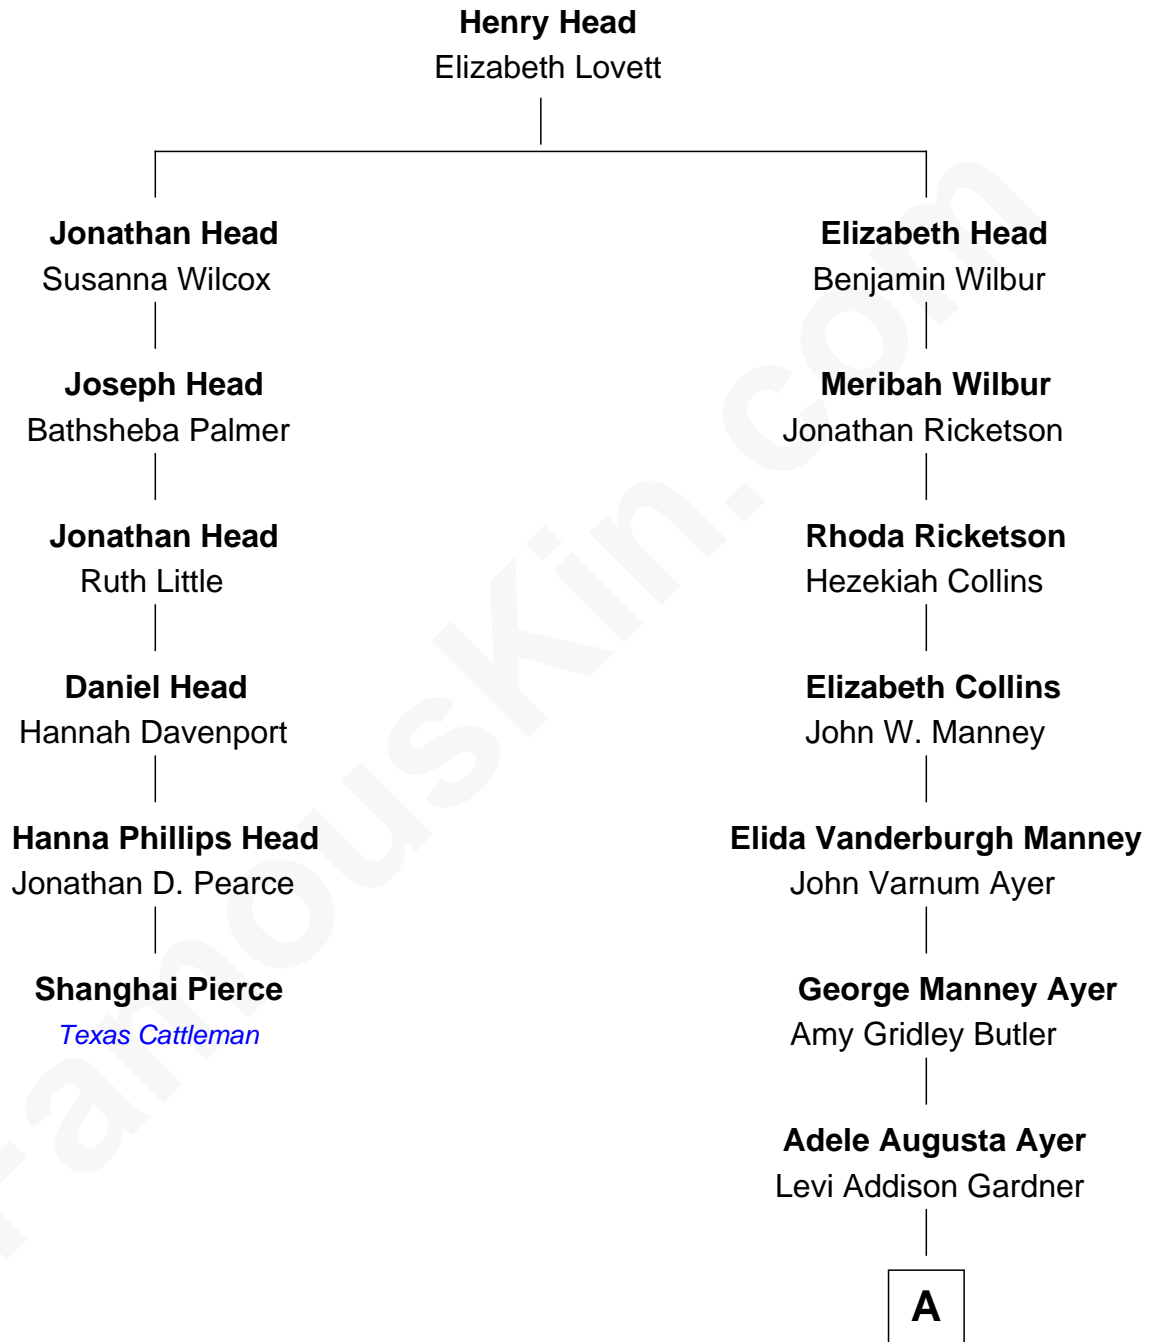 Henry Head
Elizabeth Lovett
Jonathan Head
Susanna Wilcox
Elizabeth Head
Benjamin Wilbur
Joseph Head
Bathsheba Palmer
Meribah Wilbur
Jonathan Ricketson
Jonathan Head
Ruth Little
Rhoda Ricketson
Hezekiah Collins
Daniel Head
Hannah Davenport
Elizabeth Collins
John W. Manney
Hanna Phillips Head
Jonathan D. Pearce
Elida Vanderburgh Manney
John Varnum Ayer
Shanghai Pierce
Texas Cattleman
George Manney Ayer
Amy Gridley Butler
Adele Augusta Ayer
Levi Addison Gardner
A
FamousKin.com